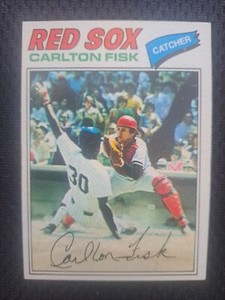 RED SOX
CATCHER
CARLTON FISK
30
Carlton Fisk